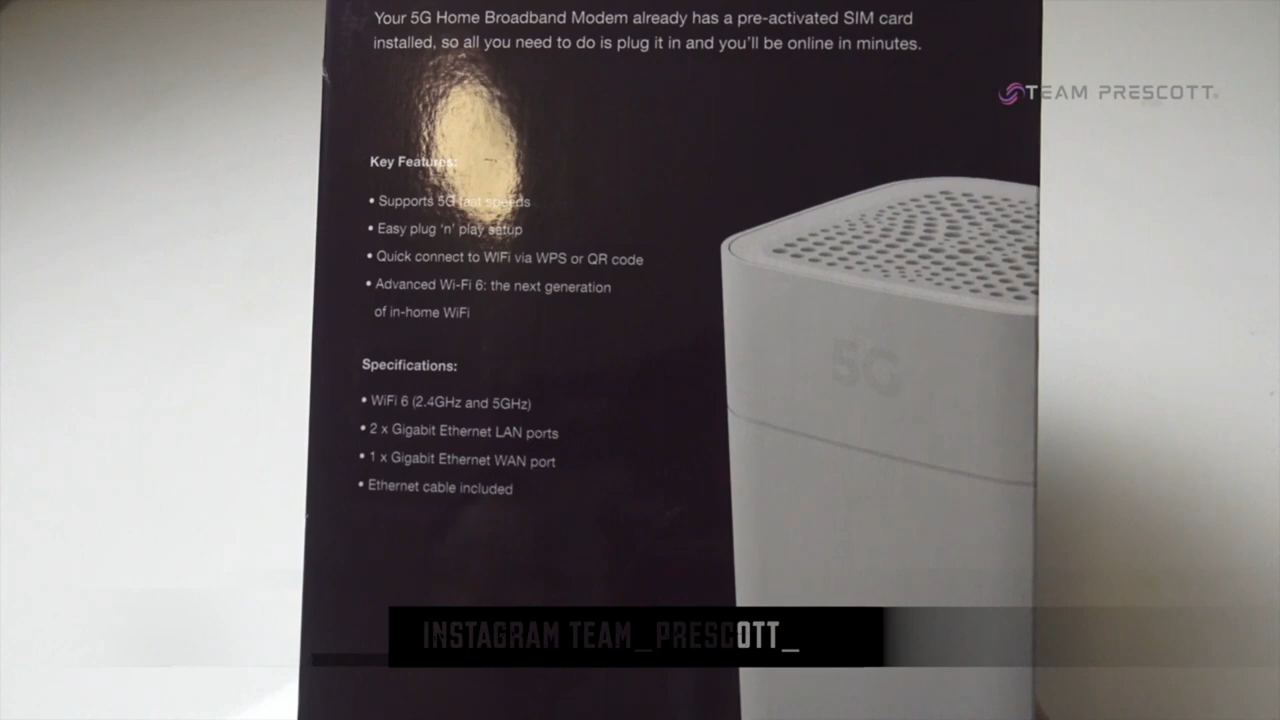 Your 5G Home Broadband Modem already has a pre-activated SIM card
installed, so all you need to do is plug it in and you'll be online in minutes.
TEAM PRESCOTT
Key Features:
• Supports 5G fast speeds
• Easy plug 'n' play setup
• Quick connect to WiFi via WPS or QR code
• Advanced Wi-Fi 6: the next generation
of in-home WiFi
5G
Specifications:
• WiFi 6 (2.4GHz and 5GHz)
• 2 x Gigabit Ethernet LAN ports
• 1 x Gigabit Ethernet WAN port
• Ethernet cable included
INSTAGRAM TEAM_PRESCOTT_